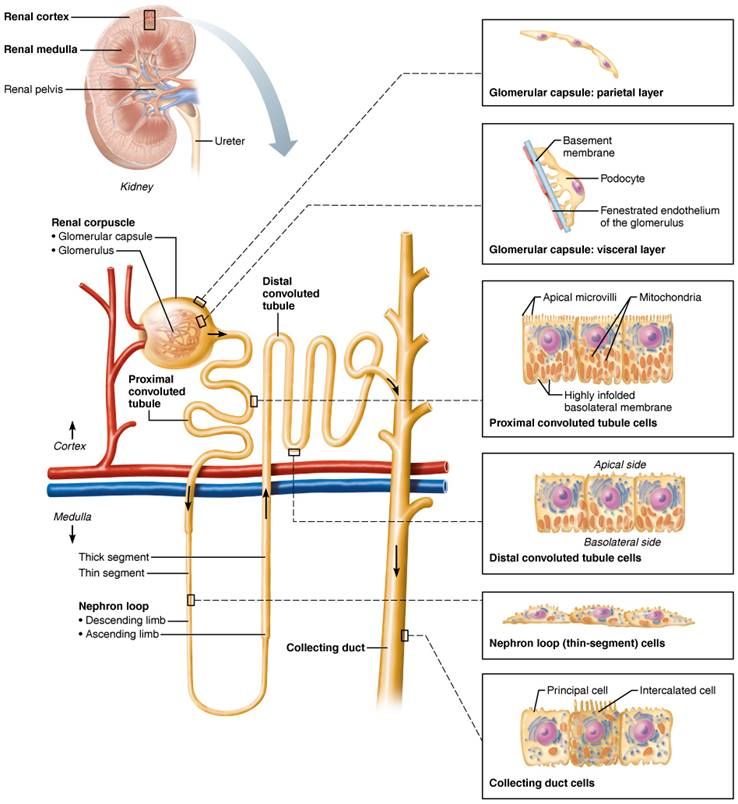 Renal cortex
Renal medulla
Renal pelvis
Ureter
Kidney
Renal corpuscle
• Glomerular capsule
• Glomerulus
Distal
convoluted
tubule
Proximal
convoluted
tubule
Cortex
Medulla
Thick segment
Thin segment
Nephron loop
• Descending limb
• Ascending limb
Collecting duct
Glomerular capsule: parietal layer
Basement
membrane
Podocyte
Fenestrated endothelium
of the glomerulus
Glomerular capsule: visceral layer
Apical microvilli
Mitochondria
Highly infolded
basolateral membrane
Proximal convoluted tubule cells
Apical side
Basolateral side
Distal convoluted tubule cells
Nephron loop (thin-segment) cells
Principal cell
Intercalated cell
Collecting duct cells